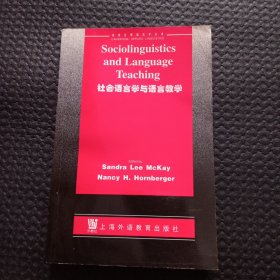 Sociolinguistics
and Language
Teaching
社会语言学与语言教学
Edited by
Sandra Lee McKay
Nancy H. Hornberger
上海外语教育出版社